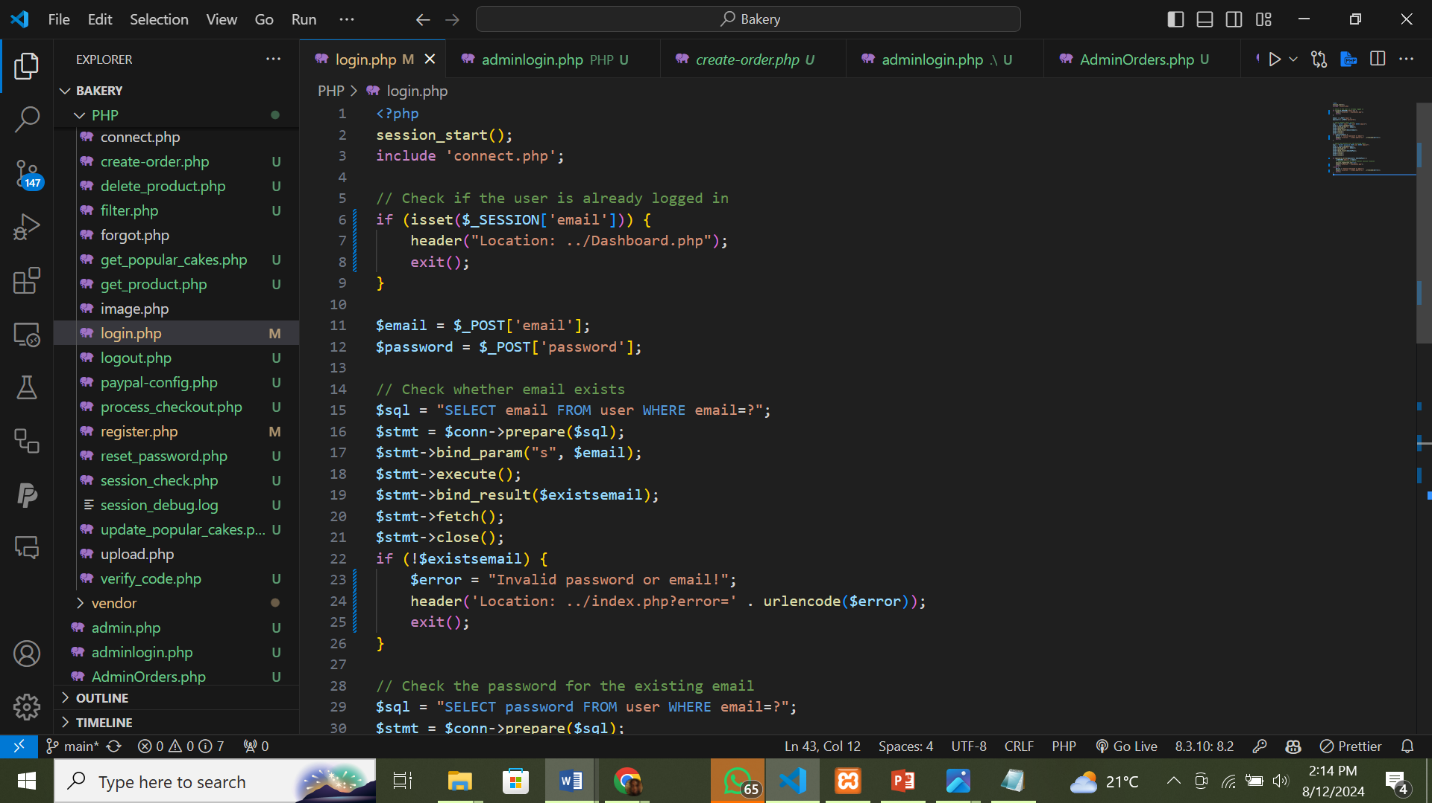 File Edit Selection View Go Run ··· Bakery
EXPLORER ···
login.php M
adminlogin.php PHP U
create-order.php U
adminlogin.php .\ U
AdminOrders.php U
BAKERY
PHP
connect.php
create-order.php U
delete_product.php U
filter.php U
forgot.php
get_popular_cakes.php U
get_product.php U
image.php
login.php M
logout.php U
paypal-config.php U
process_checkout.php U
register.php M
reset_password.php U
session_check.php U
session_debug.log U
update_popular_cakes.p... U
upload.php
verify_code.php U
vendor
admin.php U
adminlogin.php U
AdminOrders.php U
OUTLINE
TIMELINE
147
PHP > login.php
1 <?php
2 session_start();
3 include 'connect.php';
4
5 // Check if the user is already logged in
6 if (isset($_SESSION['email'])) {
7 header("Location: ../Dashboard.php");
8 exit();
9 }
10
11 $email = $_POST['email'];
12 $password = $_POST['password'];
13
14 // Check whether email exists
15 $sql = "SELECT email FROM user WHERE email=?";
16 $stmt = $conn->prepare($sql);
17 $stmt->bind_param("s", $email);
18 $stmt->execute();
19 $stmt->bind_result($existsemail);
20 $stmt->fetch();
21 $stmt->close();
22 if (!$existsemail) {
23 $error = "Invalid password or email!";
24 header('Location: ../index.php?error=' . urlencode($error));
25 exit();
26 }
27
28 // Check the password for the existing email
29 $sql = "SELECT password FROM user WHERE email=?";
30 $stmt = $conn->prepare($sql);
main* 0 0 7 0 Ln 43, Col 12 Spaces: 4 UTF-8 CRLF PHP Go Live 8.3.10: 8.2 Prettier
Type here to search 65 21°C 2:14 PM
8/12/2024 4